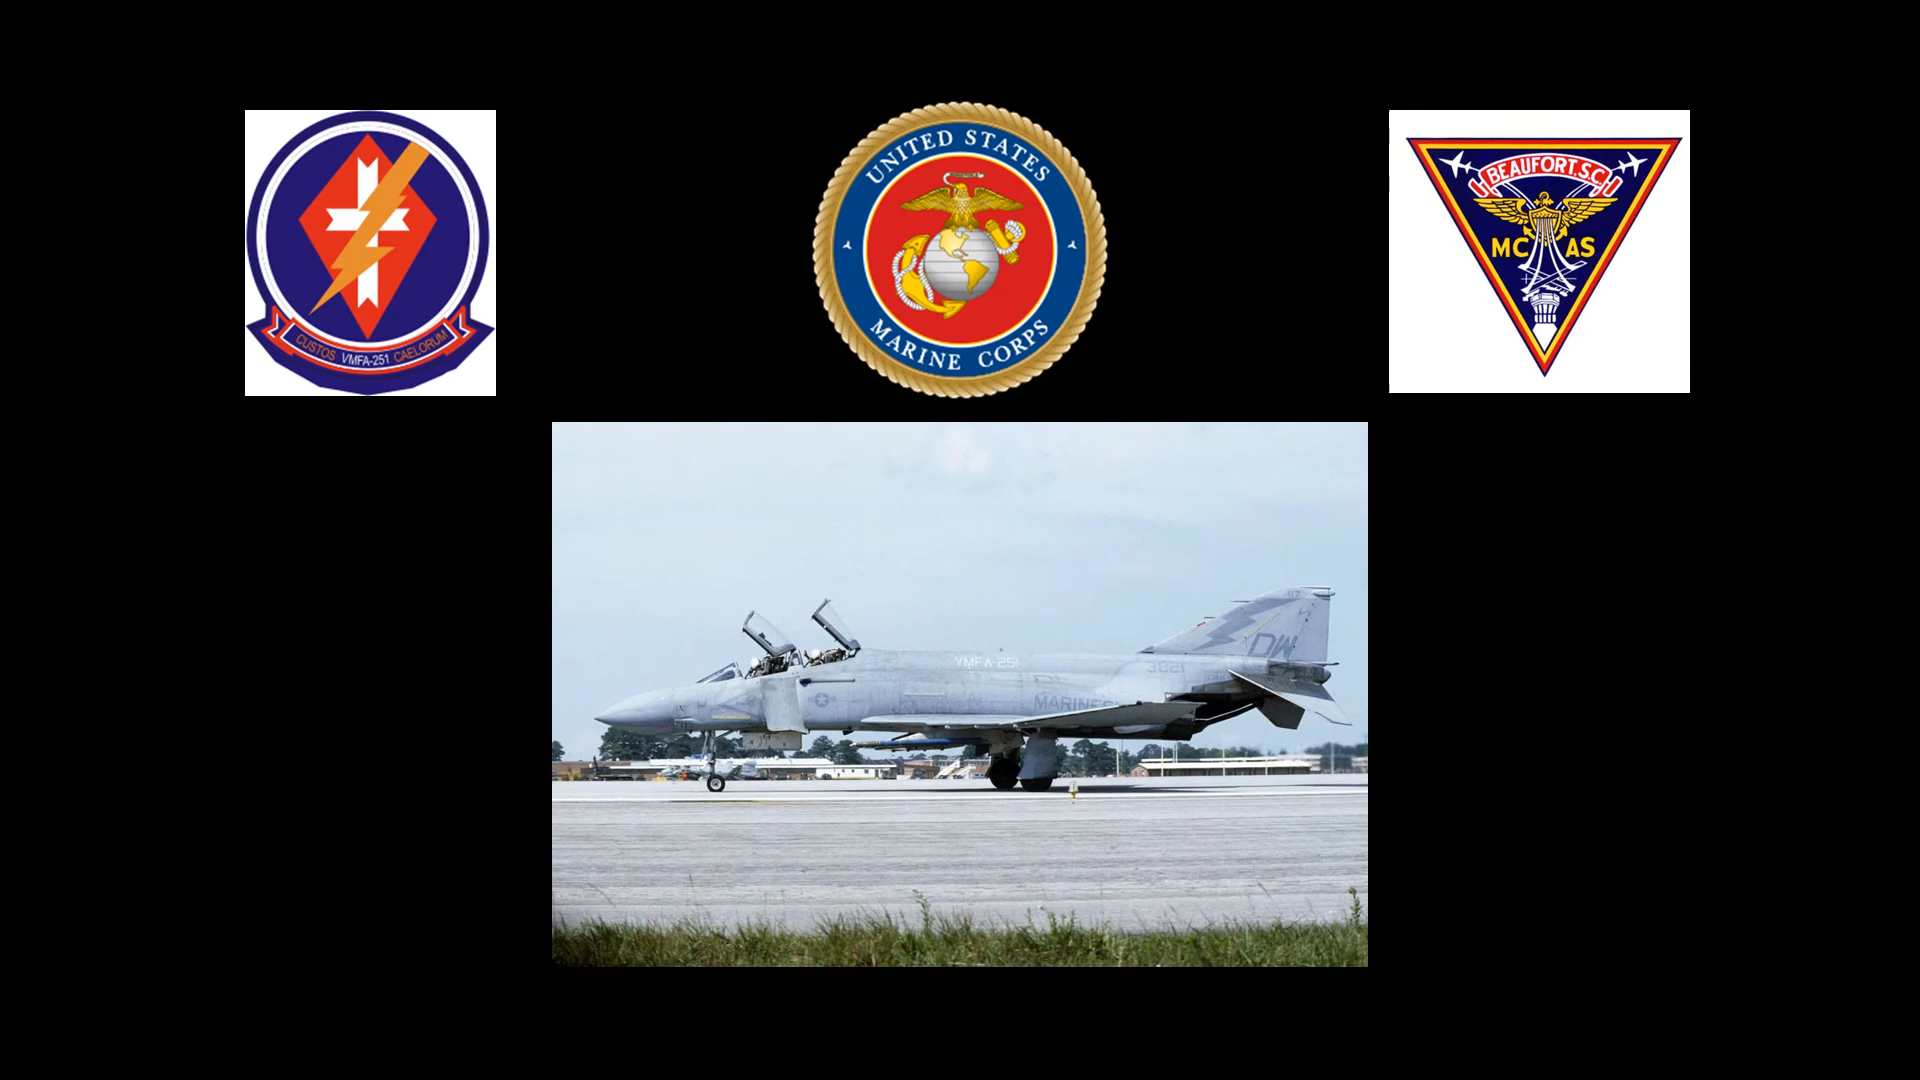 CUSTOS VMFA-251 CAELORUM
UNITED STATES
MARINE CORPS
BEAUFORT.S.C.
MC AS
VMFA-251
DW
3821
MARINES